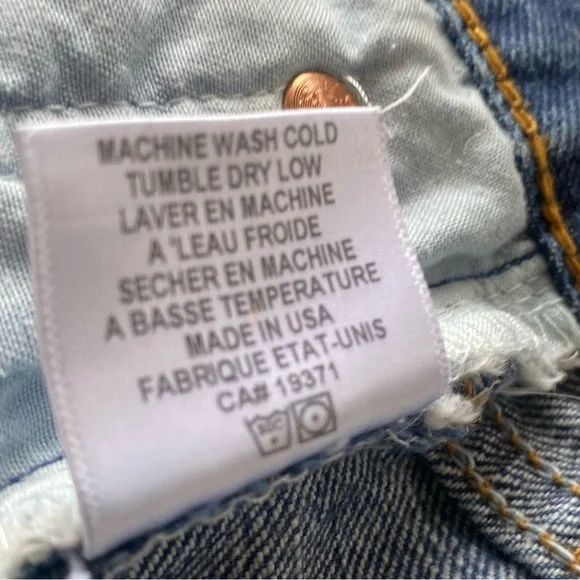 MACHINE WASH COLD
TUMBLE DRY LOW
LAVER EN MACHINE
A 'LEAU FROIDE
SECHER EN MACHINE
A BASSE TEMPERATURE
MADE IN USA
FABRIQUE ETAT-UNIS
CA# 19371